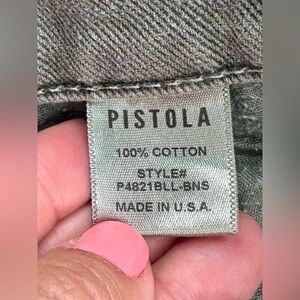 PISTOLA
100% COTTON
STYLE#
P4821BLL-BNS
MADE IN U.S.A.